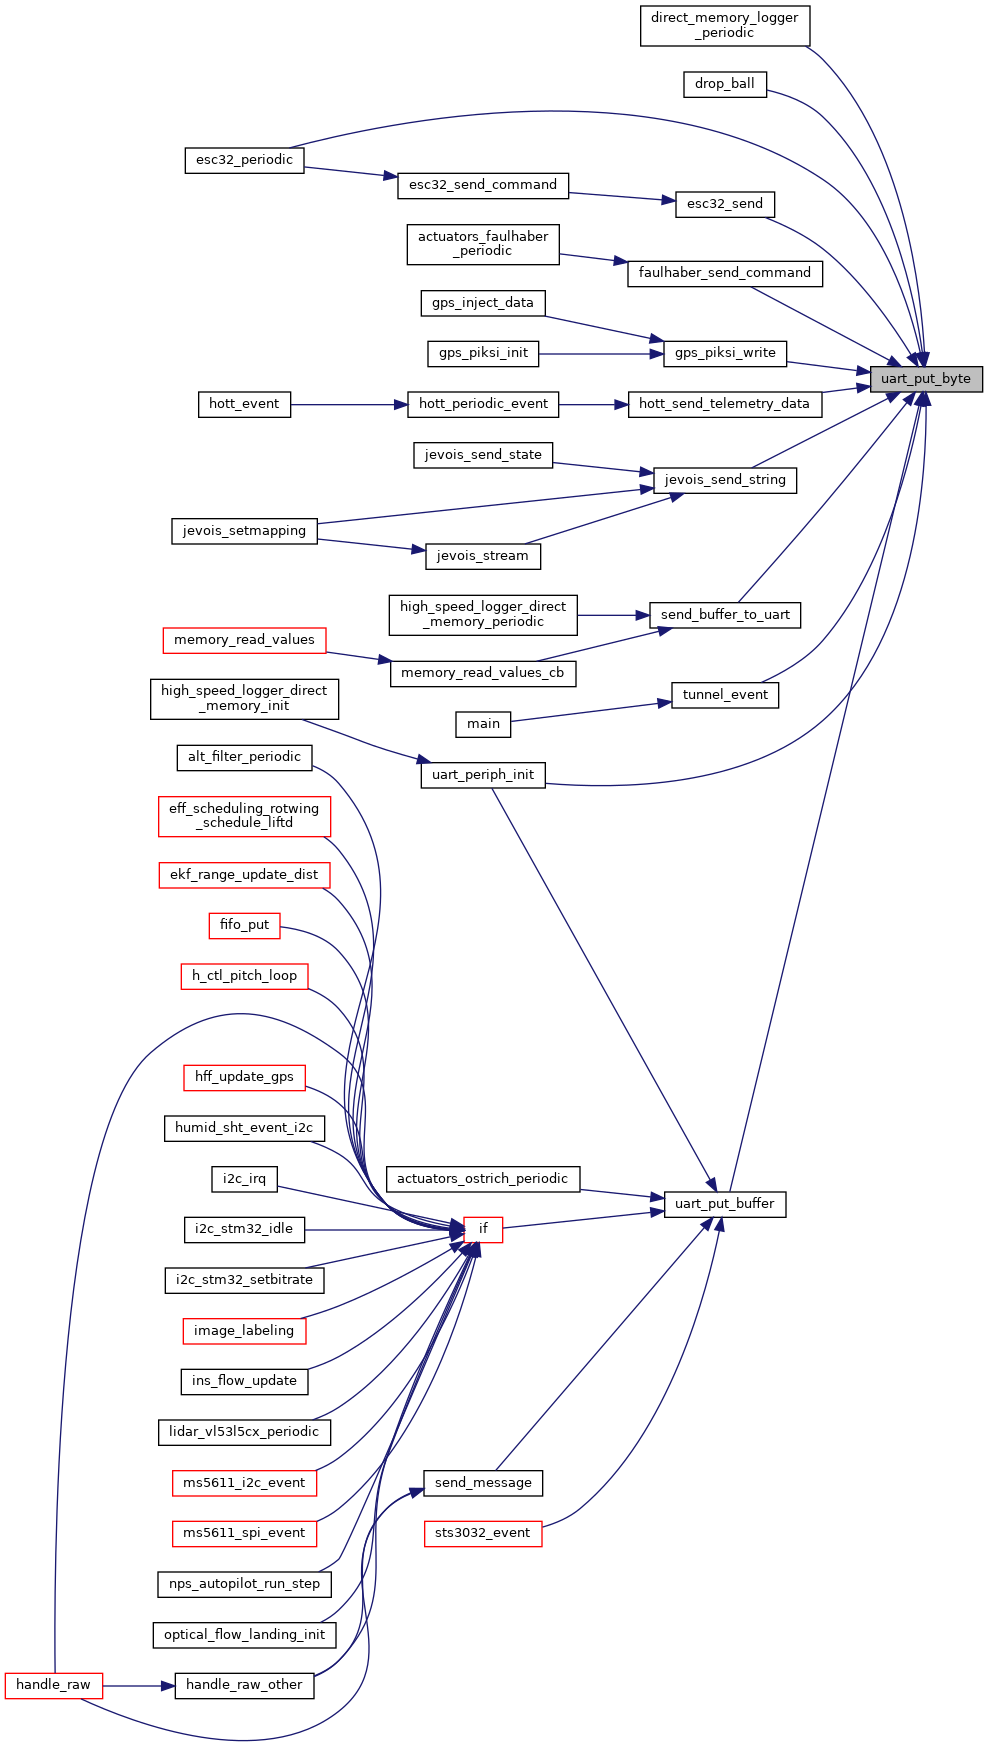 direct_memory_logger
_periodic
drop_ball
esc32_periodic
esc32_send_command
esc32_send
actuators_faulhaber
_periodic
faulhaber_send_command
gps_inject_data
gps_piksi_init
gps_piksi_write
uart_put_byte
hott_event
hott_periodic_event
hott_send_telemetry_data
jevois_send_state
jevois_send_string
jevois_setmapping
jevois_stream
high_speed_logger_direct
_memory_periodic
send_buffer_to_uart
memory_read_values
memory_read_values_cb
high_speed_logger_direct
_memory_init
tunnel_event
main
alt_filter_periodic
uart_periph_init
eff_scheduling_rotwing
_schedule_liftd
ekf_range_update_dist
fifo_put
h_ctl_pitch_loop
hff_update_gps
humid_sht_event_i2c
i2c_irq
actuators_ostrich_periodic
uart_put_buffer
i2c_stm32_idle
if
i2c_stm32_setbitrate
image_labeling
ins_flow_update
lidar_vl53l5cx_periodic
ms5611_i2c_event
send_message
ms5611_spi_event
sts3032_event
nps_autopilot_run_step
optical_flow_landing_init
handle_raw
handle_raw_other